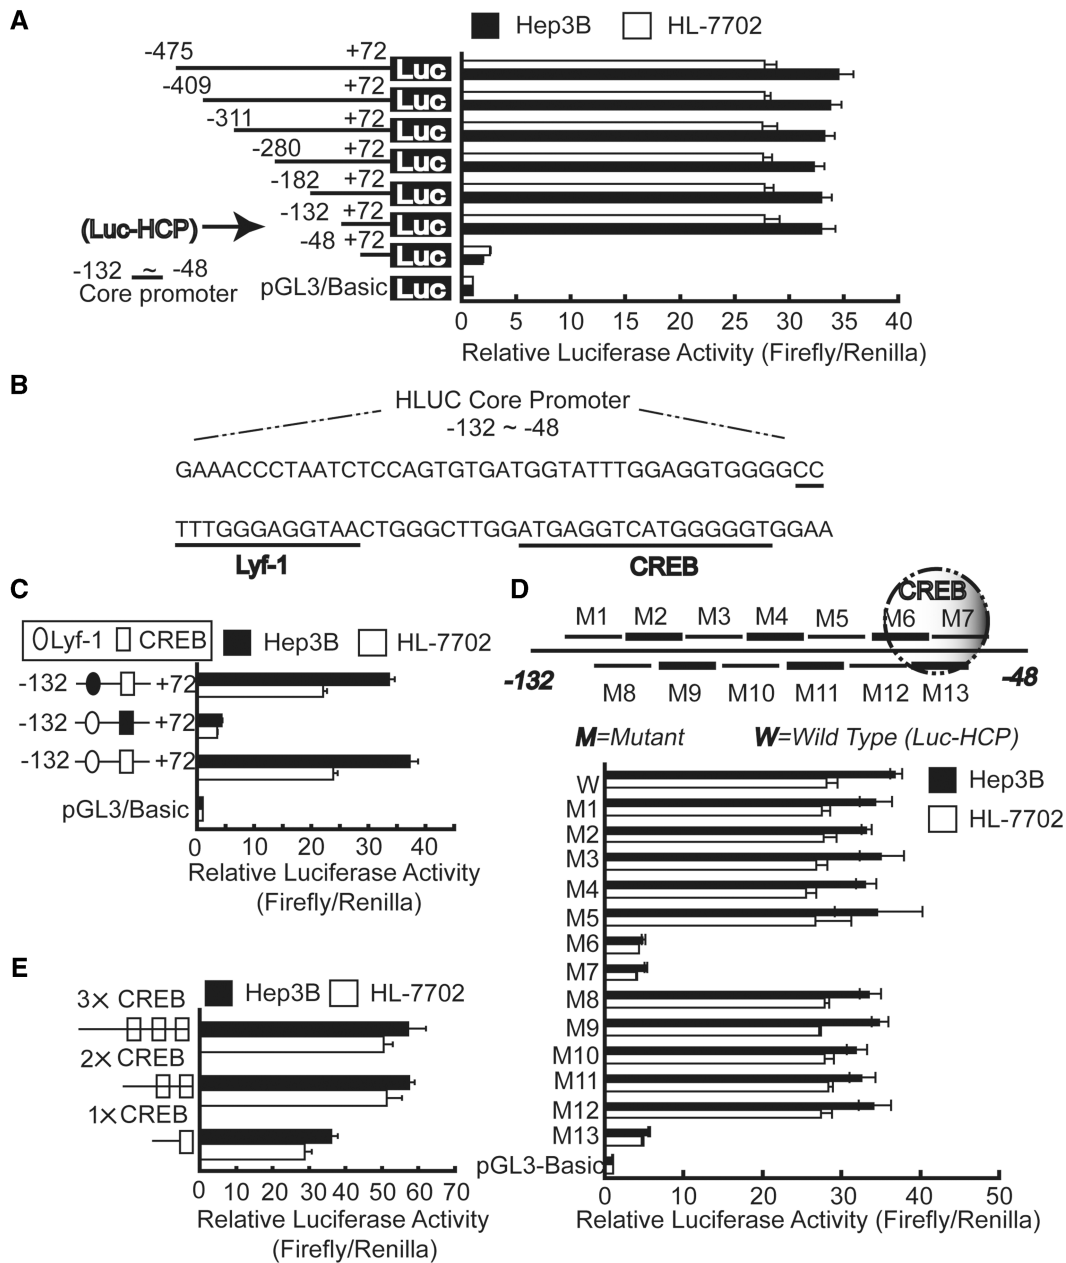 A
Hep3B HL-7702
-475 +72 Luc
-409 +72 Luc
-311 +72 Luc
-280 +72 Luc
-182 +72 Luc
(Luc-HCP) -132 +72 Luc
-48 +72 Luc
-132 ~ -48
Core promoter
pGL3/Basic Luc
0 5 10 15 20 25 30 35 40
Relative Luciferase Activity (Firefly/Renilla)
B
HLUC Core Promoter
-132 ~ -48
GAAACCCTAATCTCCAGTGTGATGGTATTTGGAGGTGGGGCC
TTTGGGAGGTAACTGGGCTTGGATGAGGTCATGGGGGTGGAA
Lyf-1 CREB
C
Lyf-1 CREB Hep3B HL-7702
-132 +72
-132 +72
-132 +72
pGL3/Basic
0 10 20 30 40
Relative Luciferase Activity
(Firefly/Renilla)
D
CREB
M1 M2 M3 M4 M5 M6 M7
-132 -48
M8 M9 M10 M11 M12 M13
M=Mutant W=Wild Type (Luc-HCP)
Hep3B
HL-7702
W
M1
M2
M3
M4
M5
M6
M7
M8
M9
M10
M11
M12
M13
pGL3-Basic
0 10 20 30 40 50
Relative Luciferase Activity (Firefly/Renilla)
E
Hep3B HL-7702
3× CREB
2× CREB
1×CREB
0 10 20 30 40 50 60 70
Relative Luciferase Activity
(Firefly/Renilla)